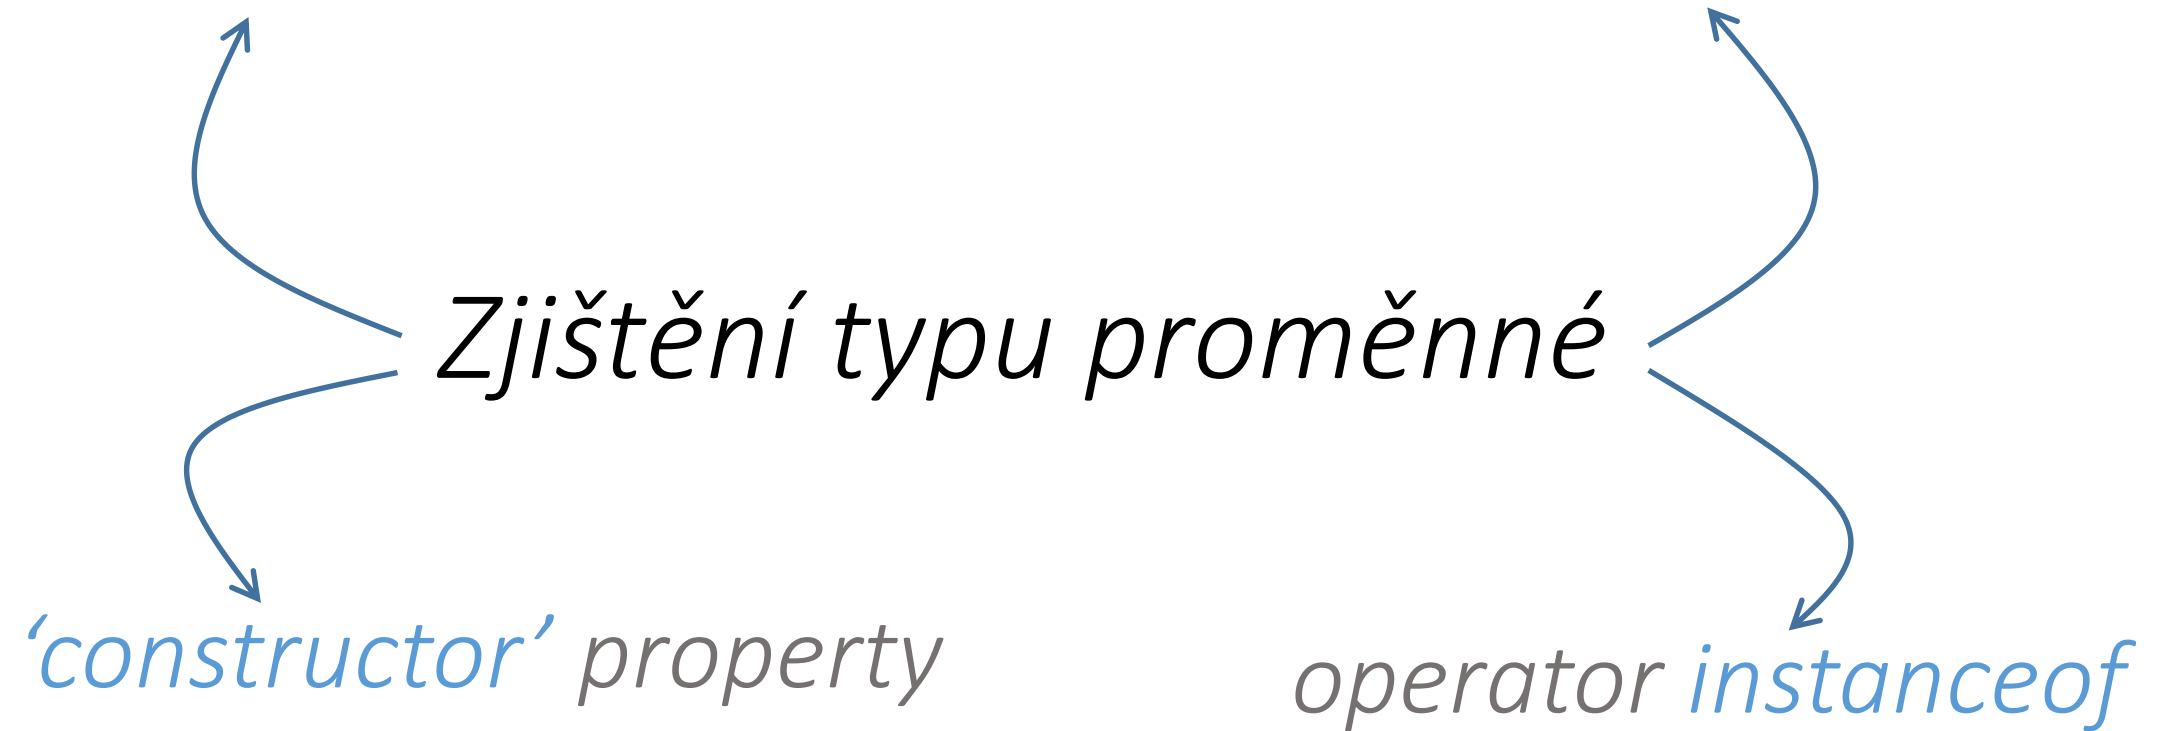 Zjištění typu proměnné
‘constructor’ property
operator instanceof